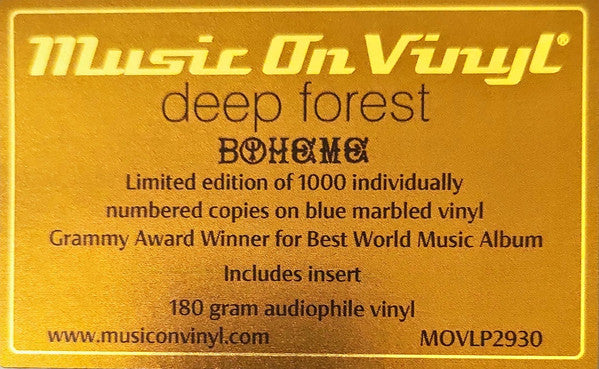 Music On Vinyl®
deep forest
BOHEME
Limited edition of 1000 individually
numbered copies on blue marbled vinyl
Grammy Award Winner for Best World Music Album
Includes insert
180 gram audiophile vinyl
www.musiconvinyl.com MOVLP2930